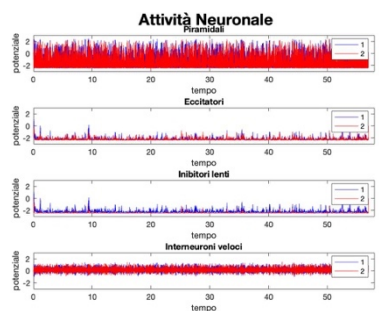 Attività Neuronale
Piramidali
potenziale
2
0
-2
1
2
0 10 20 30 40 50
tempo
Eccitatori
potenziale
2
0
-2
1
2
0 10 20 30 40 50
tempo
Inibitori lenti
potenziale
2
0
-2
1
2
0 10 20 30 40 50
tempo
Interneuroni veloci
potenziale
2
0
-2
1
2
0 10 20 30 40 50
tempo